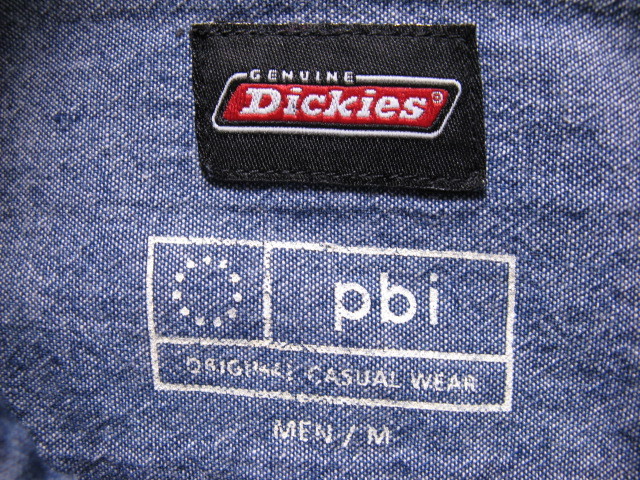 GENUINE
Dickies®
pbi
ORIGINAL CASUAL WEAR
MEN / M